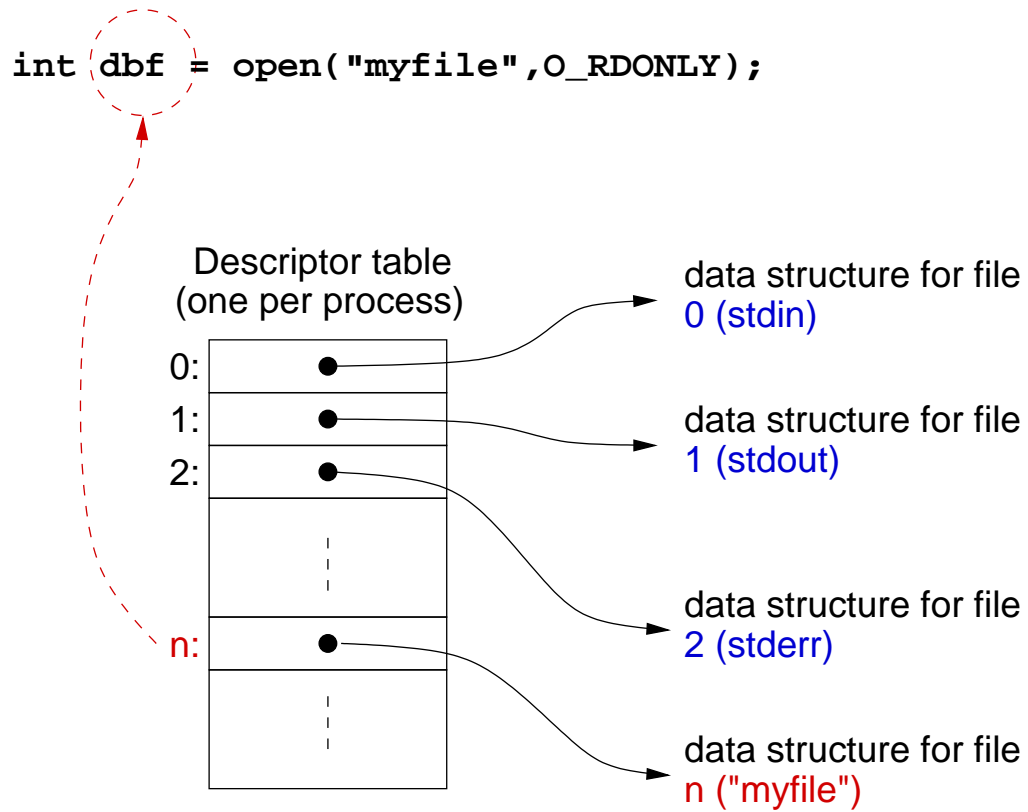 int dbf = open("myfile",O_RDONLY);
Descriptor table
(one per process)
data structure for file
0 (stdin)
0:
1:
data structure for file
1 (stdout)
2:
data structure for file
2 (stderr)
n:
data structure for file
n ("myfile")